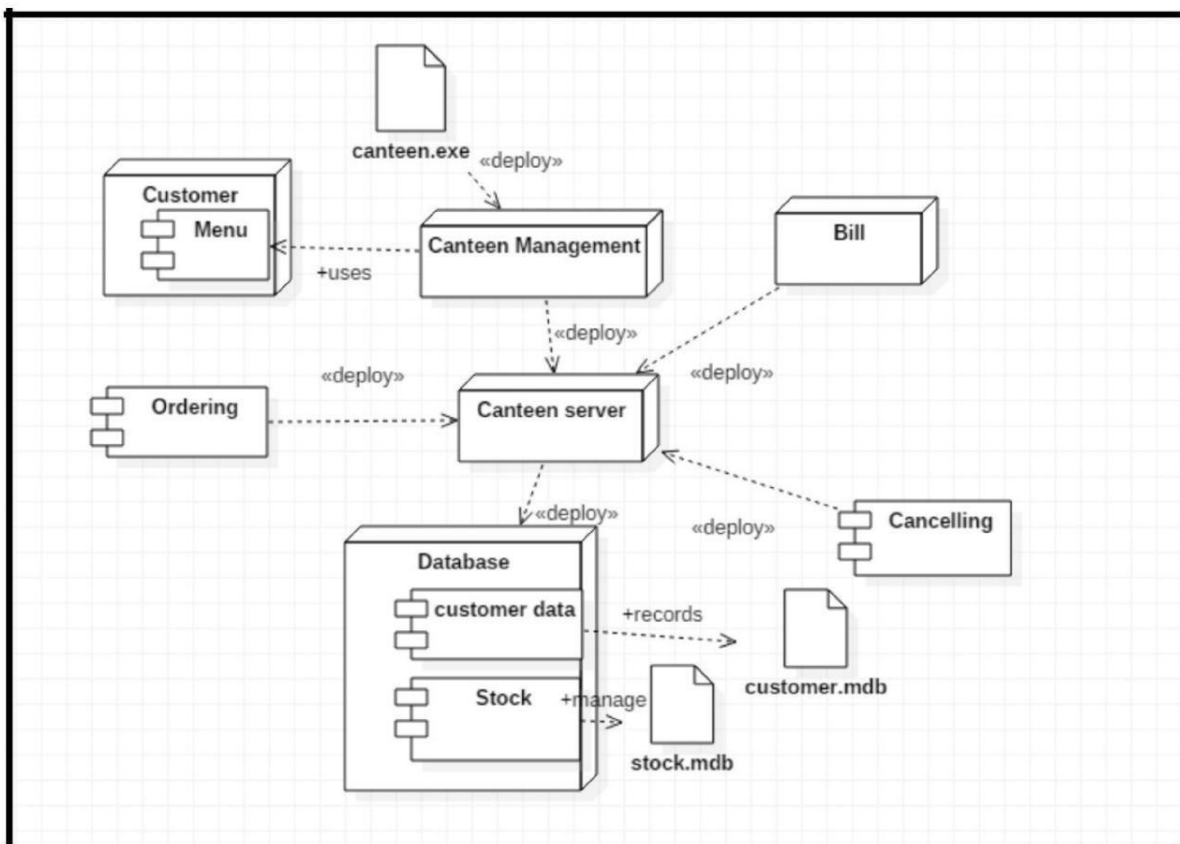 canteen.exe
«deploy»
Customer
Menu
Canteen Management
Bill
+uses
«deploy»
«deploy»
«deploy»
Ordering
Canteen server
«deploy»
«deploy»
Cancelling
Database
customer data
+records
customer.mdb
Stock
+manage
stock.mdb